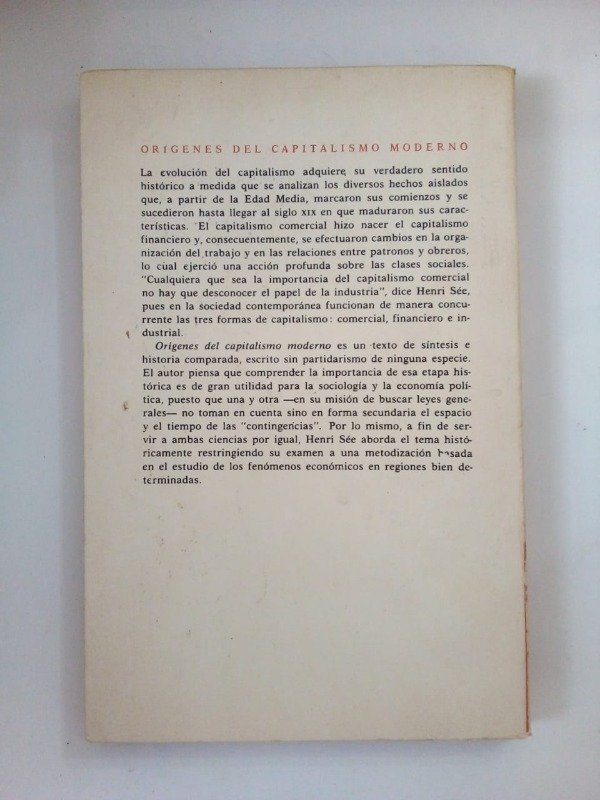 ORÍGENES DEL CAPITALISMO MODERNO
La evolución del capitalismo adquiere su verdadero sentido
histórico a medida que se analizan los diversos hechos aislados
que, a partir de la Edad Media, marcaron sus comienzos y se
sucedieron hasta llegar al siglo XIX en que maduraron sus carac-
terísticas. El capitalismo comercial hizo nacer el capitalismo
financiero y, consecuentemente, se efectuaron cambios en la orga-
nización del trabajo y en las relaciones entre patronos y obreros,
lo cual ejerció una acción profunda sobre las clases sociales.
"Cualquiera que sea la importancia del capitalismo comercial
no hay que desconocer el papel de la industria", dice Henri Sée,
pues en la sociedad contemporánea funcionan de manera concu-
rrente las tres formas de capitalismo: comercial, financiero e in-
dustrial.
Orígenes del capitalismo moderno es un texto de síntesis e
historia comparada, escrito sin partidarismo de ninguna especie.
El autor piensa que comprender la importancia de esa etapa his-
tórica es de gran utilidad para la sociología y la economía polí-
tica, puesto que una y otra —en su misión de buscar leyes gene-
rales— no toman en cuenta sino en forma secundaria el espacio
y el tiempo de las "contingencias". Por lo mismo, a fin de ser-
vir a ambas ciencias por igual, Henri Sée aborda el tema histó-
ricamente restringiendo su examen a una metodización basada
en el estudio de los fenómenos económicos en regiones bien de-
terminadas.